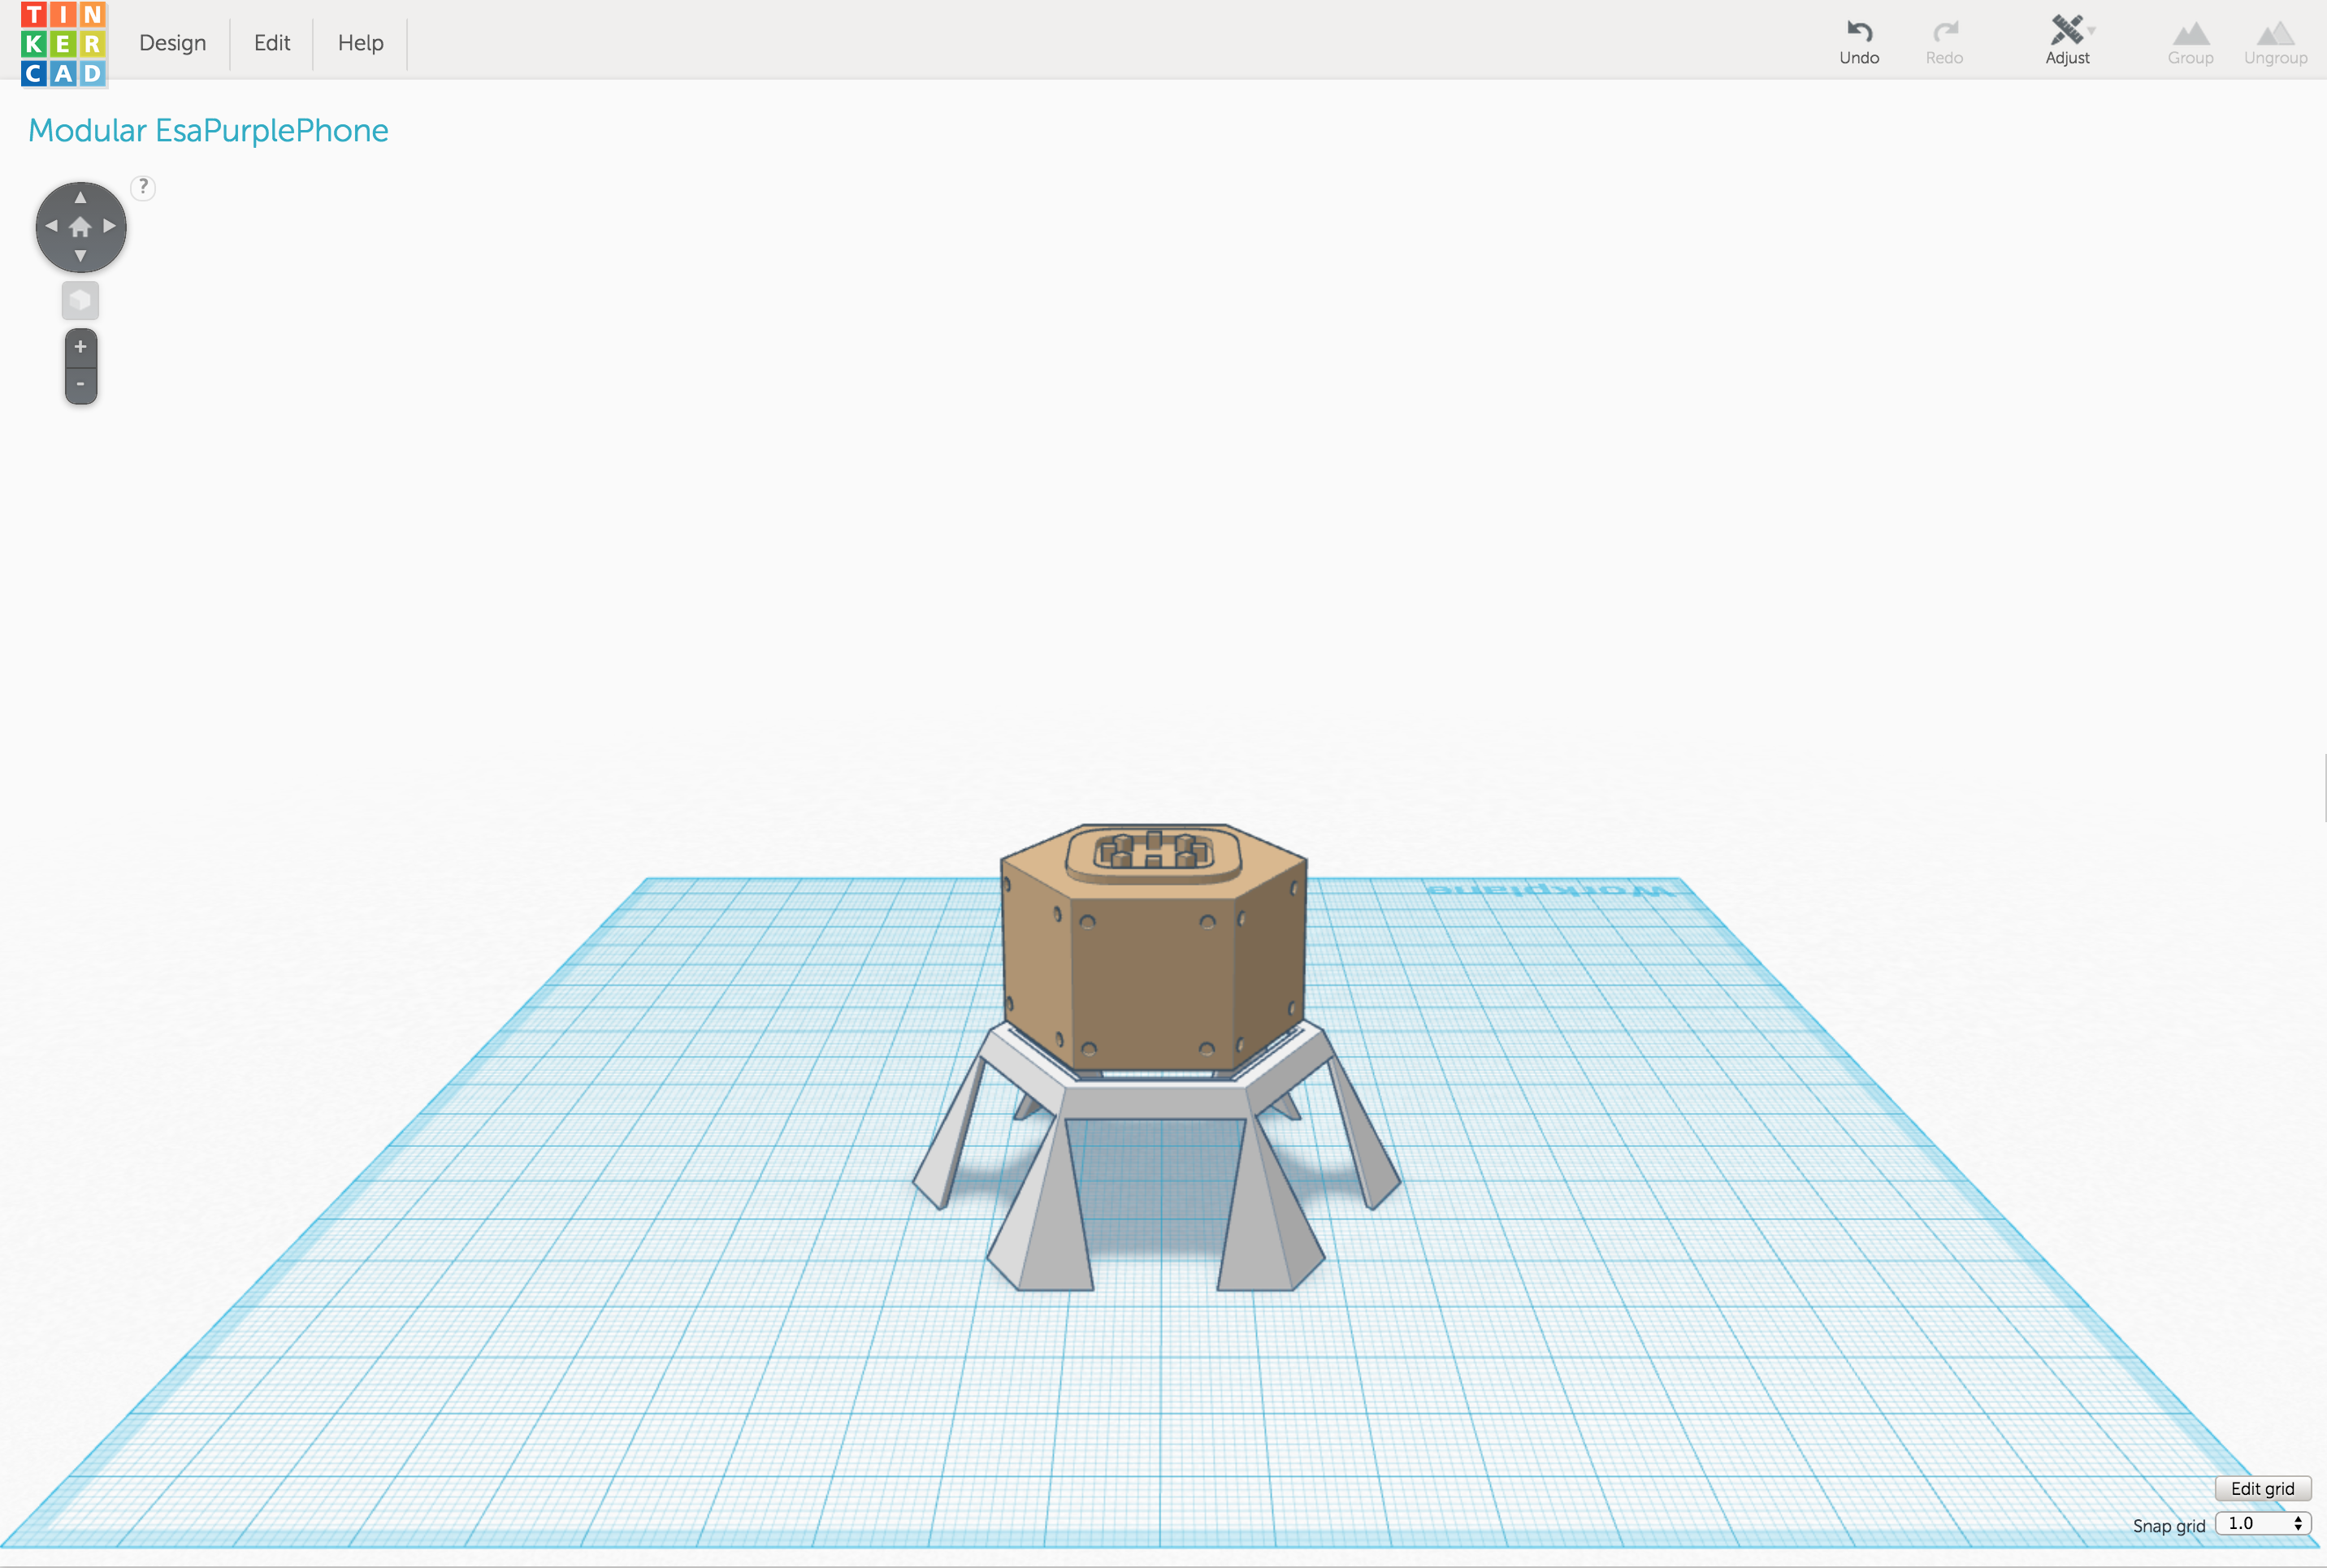 TIN
KER
CAD
Design
Edit
Help
Undo
Redo
Adjust
Group
Ungroup
Modular EsaPurplePhone
?
+
-
Workplane
Edit grid
Snap grid 1.0